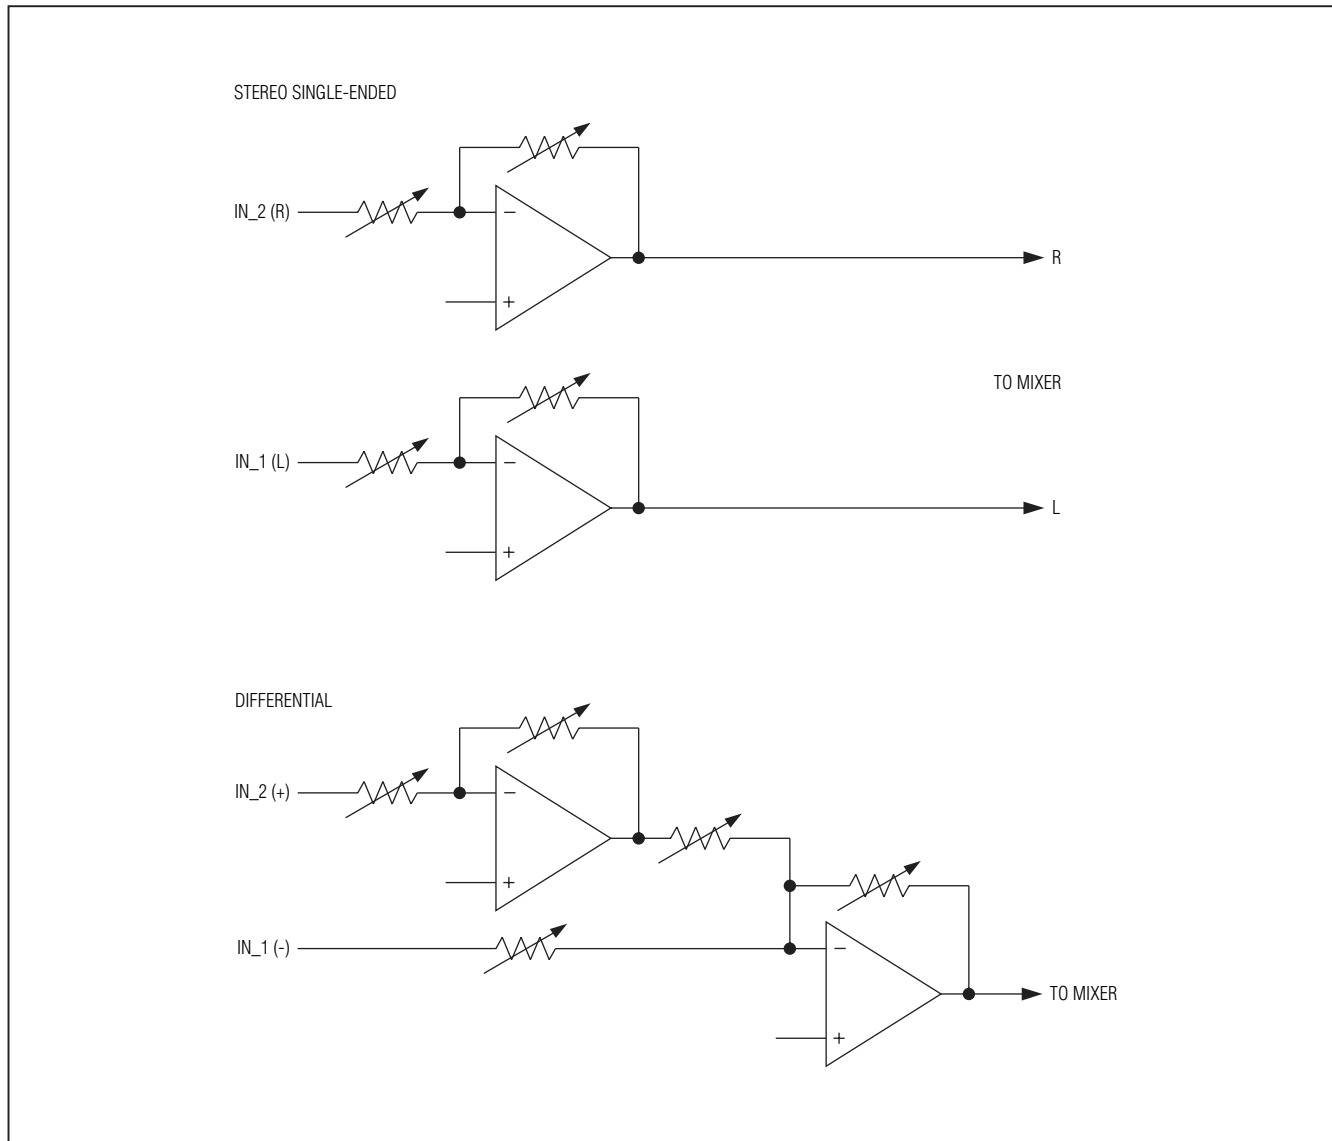 STEREO SINGLE-ENDED
IN_2 (R)
−
+
R
TO MIXER
IN_1 (L)
−
+
L
DIFFERENTIAL
IN_2 (+)
−
+
IN_1 (-)
−
+
TO MIXER